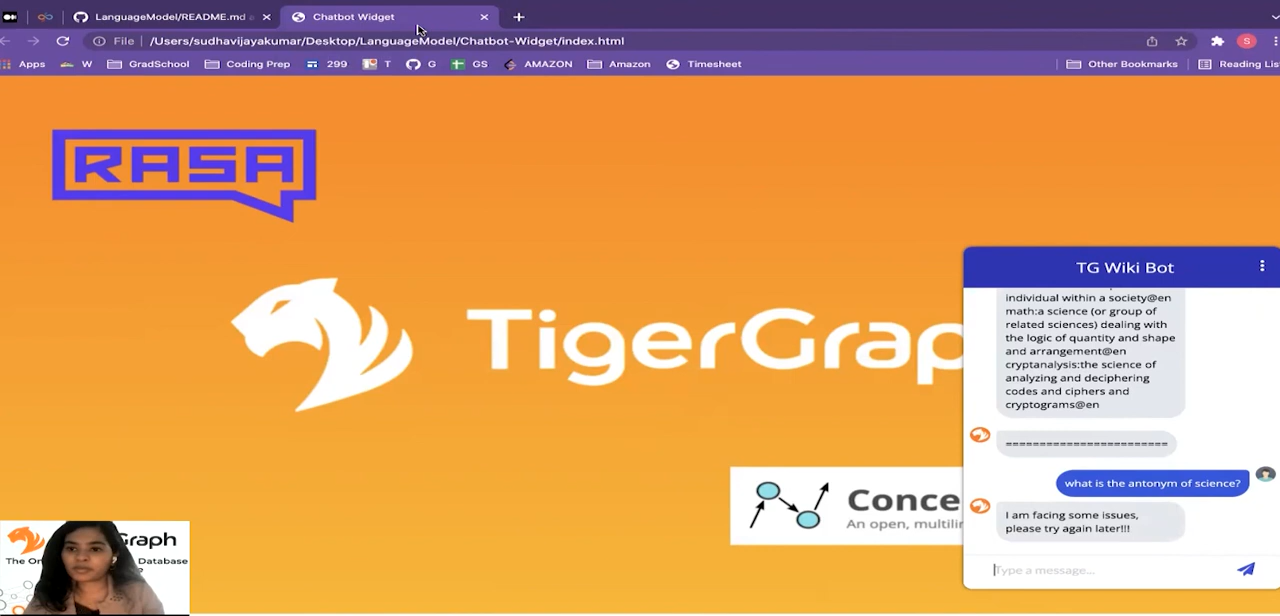 LanguageModel/README.md
Chatbot Widget
File
/Users/sudhavijayakumar/Desktop/LanguageModel/Chatbot-Widget/index.html
S
Apps
W
GradSchool
Coding Prep
299
T
G
GS
AMAZON
Amazon
Timesheet
Other Bookmarks
Reading Lis
RASA
TigerGrap
Conce
An open, multilin
TG Wiki Bot
individual within a society@en
math:a science (or group of
related sciences) dealing with
the logic of quantity and shape
and arrangement@en
cryptanalysis:the science of
analyzing and deciphering
codes and ciphers and
cryptograms@en
========================
what is the antonym of science?
I am facing some issues,
please try again later!!!
Type a message...
Graph
The On
Database